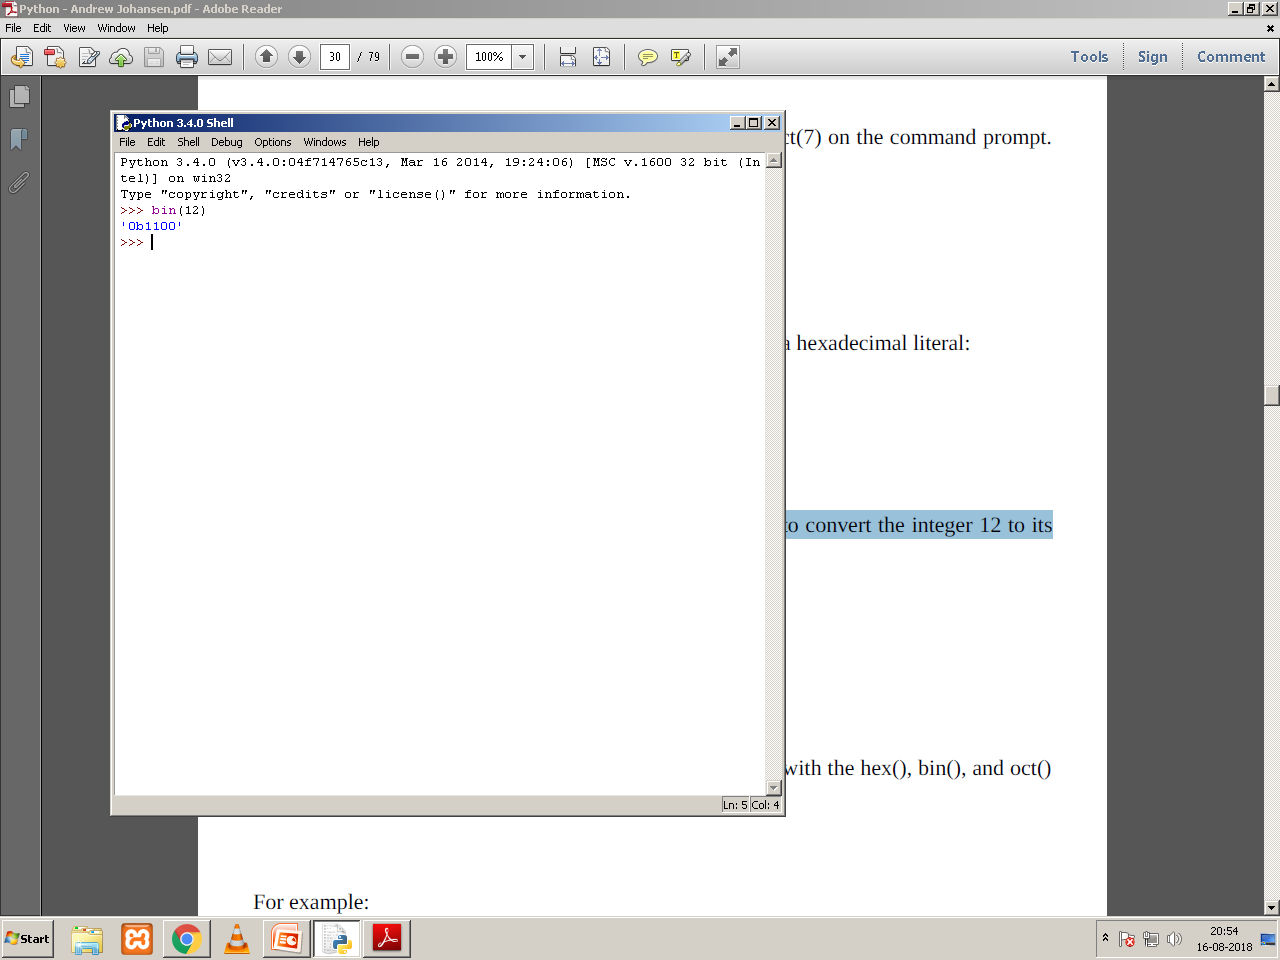 Python - Andrew Johansen.pdf - Adobe Reader
File Edit View Window Help
30 / 79 100% Tools Sign Comment
ct(7) on the command prompt.
Python 3.4.0 Shell
File Edit Shell Debug Options Windows Help
Python 3.4.0 (v3.4.0:04f714765c13, Mar 16 2014, 19:24:06) [MSC v.1600 32 bit (In
tel)] on win32
Type "copyright", "credits" or "license()" for more information.
>>> bin(12)
'0b1100'
>>>
Ln: 5 Col: 4
a hexadecimal literal:
to convert the integer 12 to its
with the hex(), bin(), and oct()
For example:
Start
20:54
16-08-2018